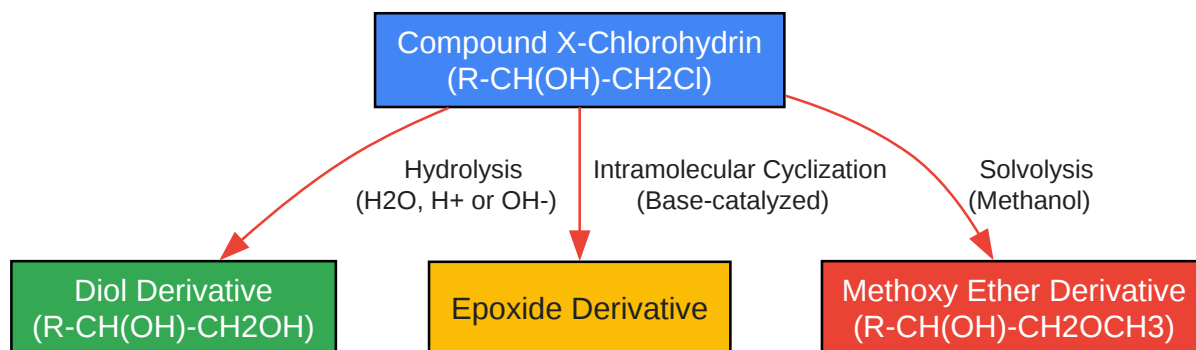 Compound X-Chlorohydrin
(R-CH(OH)-CH2Cl)
Hydrolysis
(H2O, H+ or OH-)
Intramolecular Cyclization
(Base-catalyzed)
Solvolysis
(Methanol)
Diol Derivative
(R-CH(OH)-CH2OH)
Epoxide Derivative
Methoxy Ether Derivative
(R-CH(OH)-CH2OCH3)